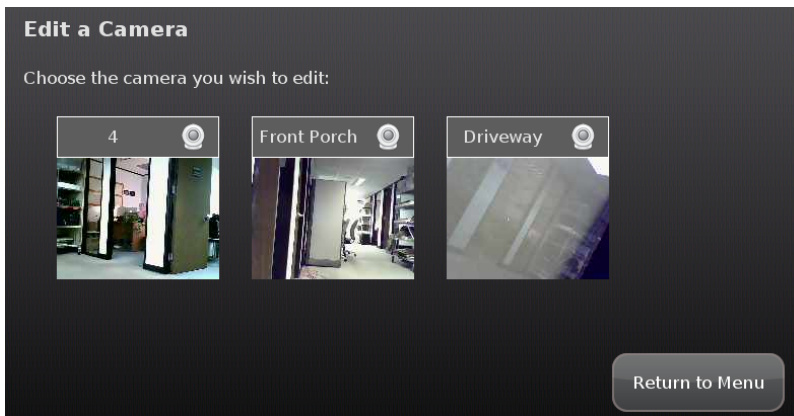 Edit a Camera
Choose the camera you wish to edit:
4
Front Porch
Driveway
Return to Menu